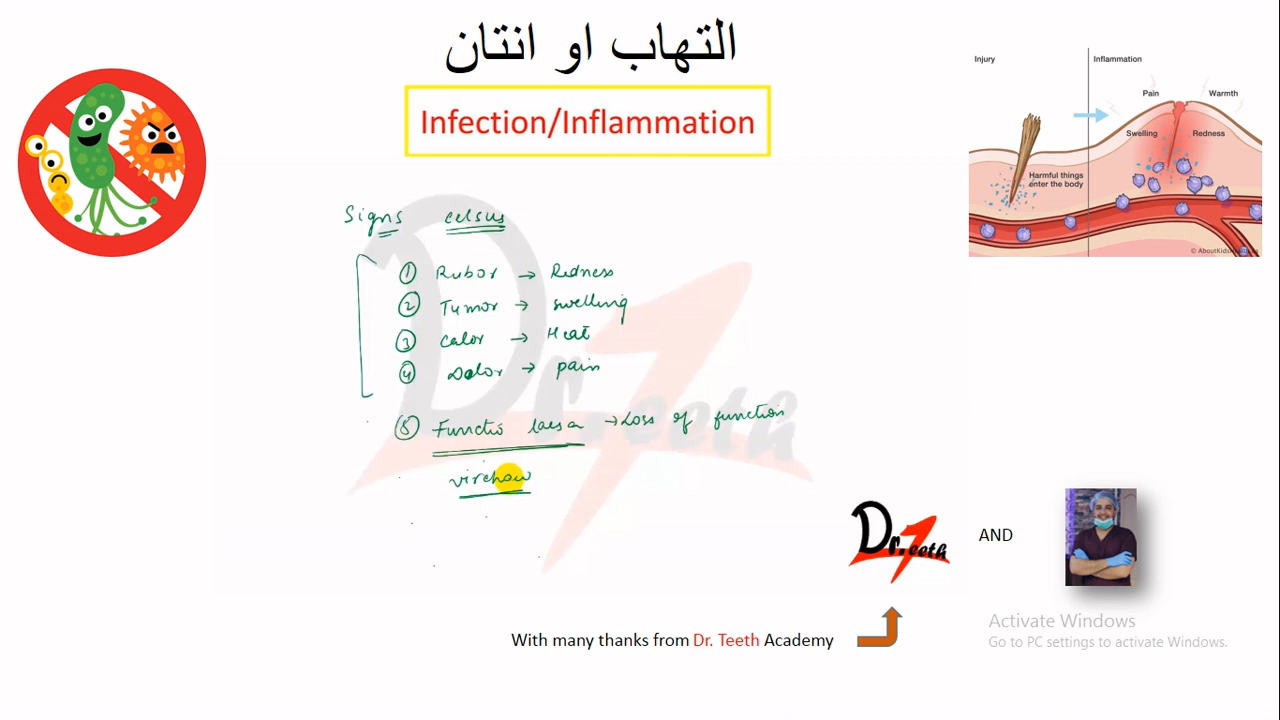 التهاب او انتان
Infection/Inflammation
Injury
Inflammation
Pain
Warmth
Swelling
Redness
Harmful things
enter the body
Signs celsus
① Rubor → Redness
② Tumor → swelling
③ Calor → Heat
④ Dolor → pain
⑤ Functio laesa → Loss of function
virchow
Dr. Teeth
Dr. Teeth
AND
With many thanks from Dr. Teeth Academy
Activate Windows
Go to PC settings to activate Windows.